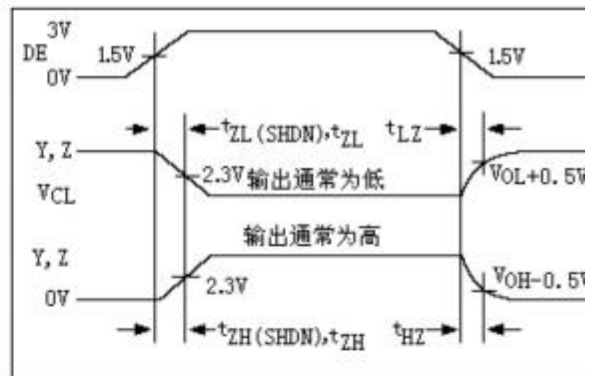 3V
DE
1.5V
1.5V
0V
tZL(SHDN),tZL
tLZ
Y,Z
2.3V
输出通常为低
VOL+0.5V
VCL
输出通常为高
Y,Z
2.3V
VOH-0.5V
0V
tZH(SHDN),tZH
tHZ